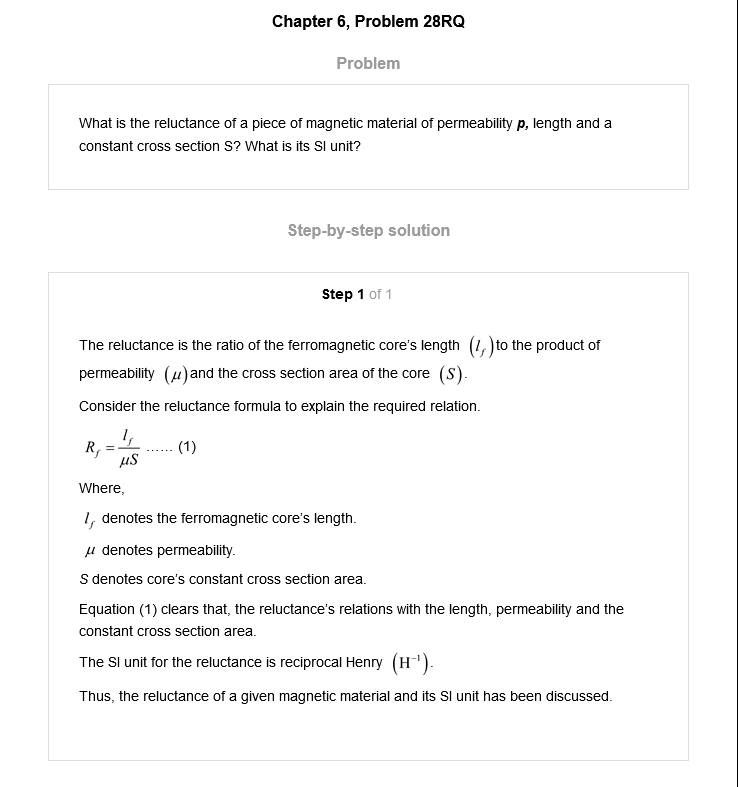 Chapter 6, Problem 28RQ
Problem
What is the reluctance of a piece of magnetic material of permeability p, length and a
constant cross section S? What is its SI unit?
Step-by-step solution
Step 1 of 1
The reluctance is the ratio of the ferromagnetic core's length (l_f) to the product of
permeability (μ) and the cross section area of the core (S).
Consider the reluctance formula to explain the required relation.
R_f = l_f / μS ...... (1)
Where,
l_f denotes the ferromagnetic core's length.
μ denotes permeability.
S denotes core's constant cross section area.
Equation (1) clears that, the reluctance's relations with the length, permeability and the
constant cross section area.
The SI unit for the reluctance is reciprocal Henry (H⁻¹).
Thus, the reluctance of a given magnetic material and its SI unit has been discussed.